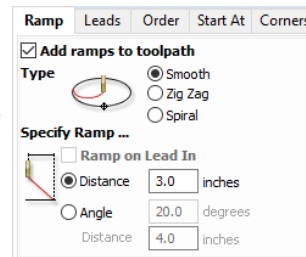 Ramp Leads Order Start At Corners
Add ramps to toolpath
Type Smooth
Zig Zag
Spiral
Specify Ramp ...
Ramp on Lead In
Distance 3.0 inches
Angle 20.0 degrees
Distance 4.0 inches